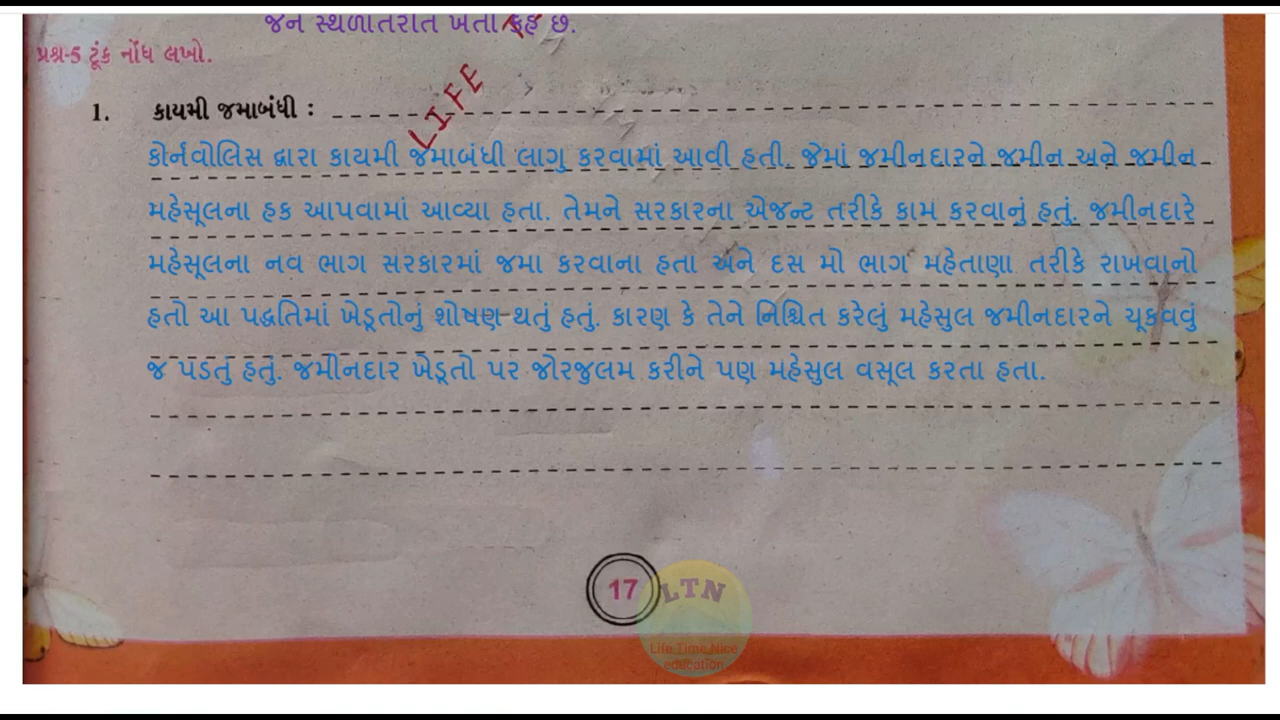 જેને સ્થળાંતરીત ખેતી કહે છે.
પ્રશ્ન-5 ટૂંક નોંધ લખો.
LIFE
1. કાયમી જમાબંધી :
કોર્નવોલિસ દ્વારા કાયમી જમાબંધી લાગુ કરવામાં આવી હતી. જેમાં જમીનદારને જમીન અને જમીન
મહેસૂલના હક આપવામાં આવ્યા હતા. તેમને સરકારના એજન્ટ તરીકે કામ કરવાનું હતું. જમીનદારે
મહેસૂલના નવ ભાગ સરકારમાં જમા કરવાના હતા અને દસ મો ભાગ મહેતાણા તરીકે રાખવાનો
હતો આ પદ્ધતિમાં ખેડૂતોનું શોષણ થતું હતું. કારણ કે તેને નિશ્ચિત કરેલું મહેસુલ જમીનદારને ચૂકવવું
જ પડતું હતું. જમીનદાર ખેડૂતો પર જોરજુલમ કરીને પણ મહેસુલ વસૂલ કરતા હતા.
17
LTN
Life Time Nice
education